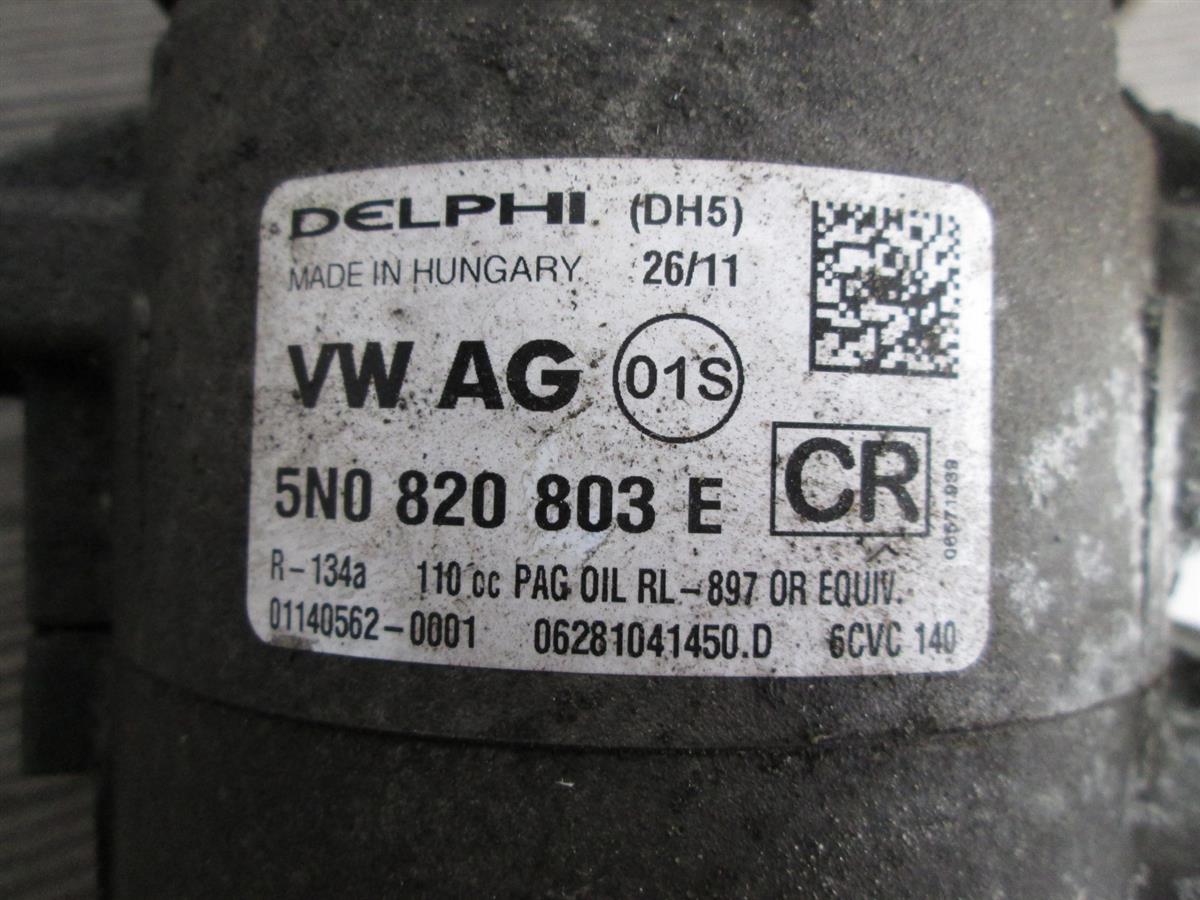 DELPHI (DH5)
MADE IN HUNGARY 26/11
VW AG 01S
5N0 820 803 E CR
06571939
R-134a 110 cc PAG OIL RL-897 OR EQUIV.
01140562-0001 06281041450.D 6CVC 140